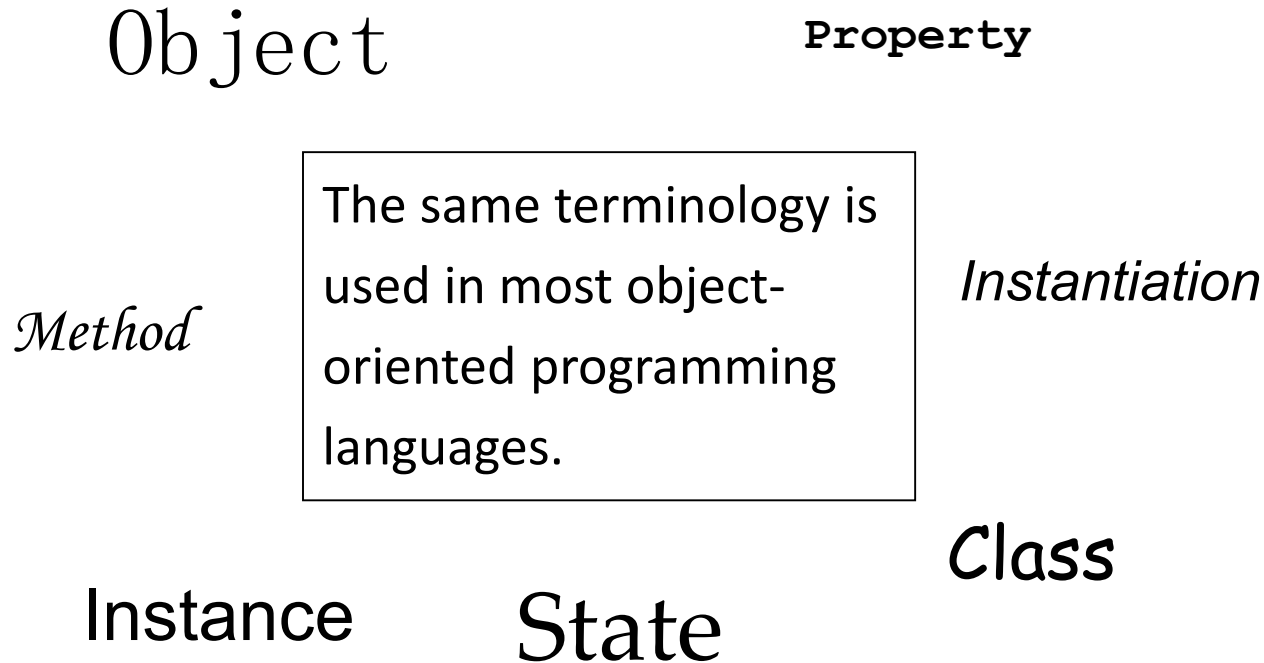 Object
Property
The same terminology is
used in most object-
oriented programming
languages.
Instantiation
Method
Class
Instance
State